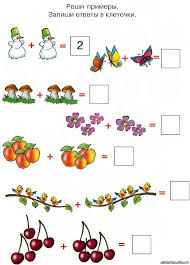 Реши примеры.
Запиши ответы в клеточки.
+ = 2
+ =
+ =
+ =
+ =
+ =
+ =